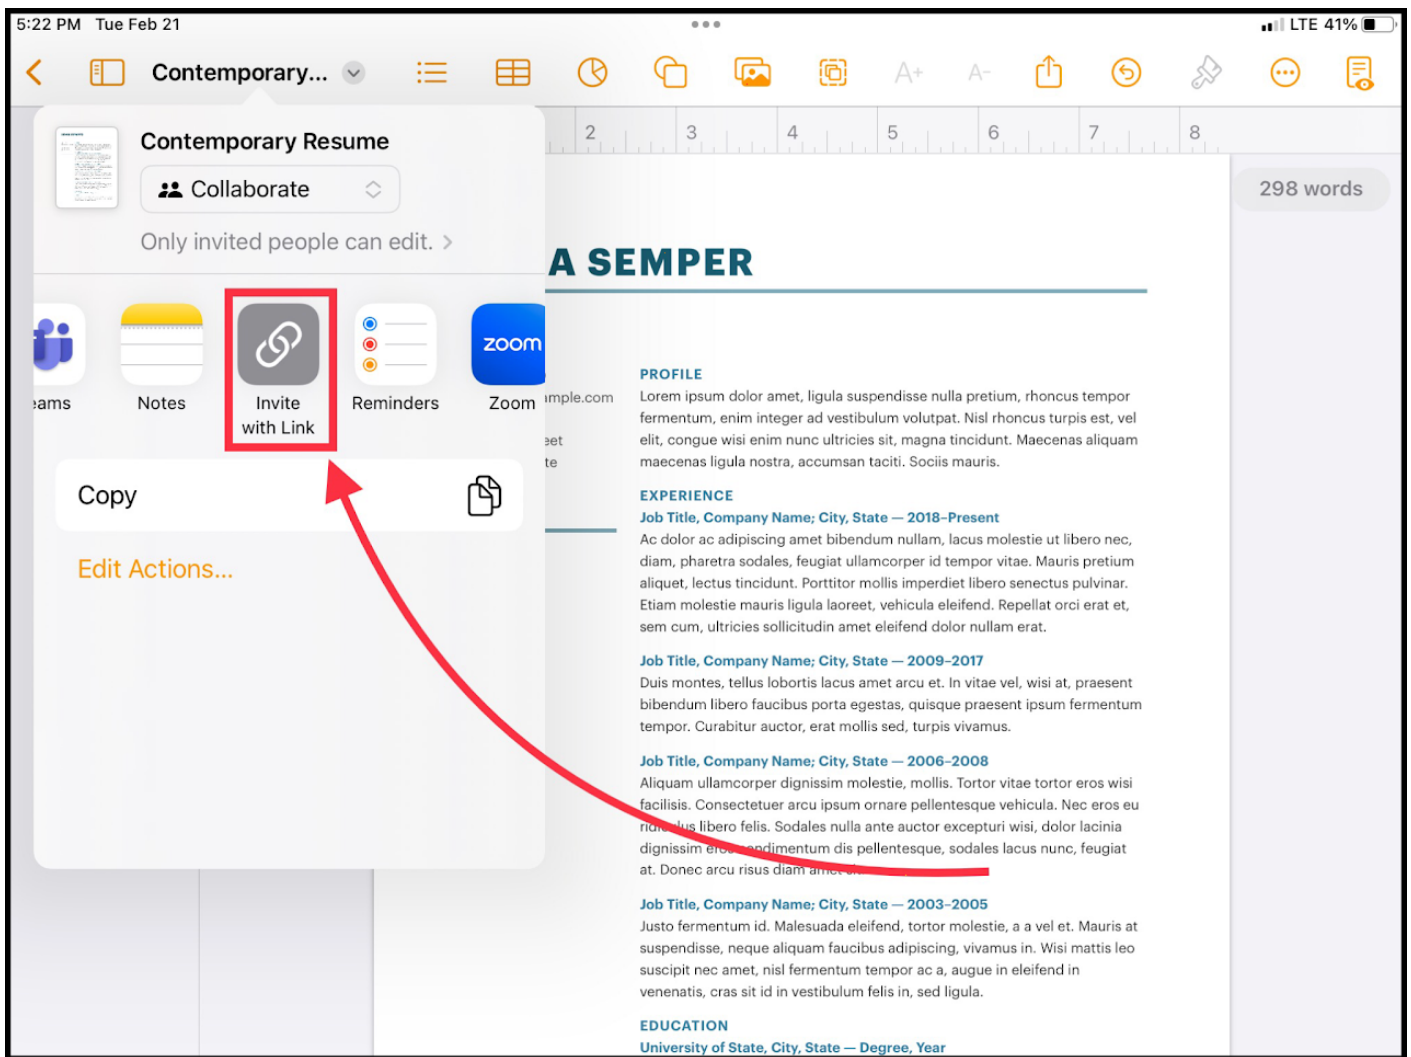 5:22 PM Tue Feb 21
LTE 41%
Contemporary...
A+ A-
Contemporary Resume
Collaborate
Only invited people can edit.
eams
Notes
Invite
with Link
Reminders
zoom
Zoom
Copy
Edit Actions...
2 3 4 5 6 7 8
298 words
A SEMPER
mple.com
eet
te
PROFILE
Lorem ipsum dolor amet, ligula suspendisse nulla pretium, rhoncus tempor
fermentum, enim integer ad vestibulum volutpat. Nisl rhoncus turpis est, vel
elit, congue wisi enim nunc ultricies sit, magna tincidunt. Maecenas aliquam
maecenas ligula nostra, accumsan taciti. Sociis mauris.
EXPERIENCE
Job Title, Company Name; City, State — 2018–Present
Ac dolor ac adipiscing amet bibendum nullam, lacus molestie ut libero nec,
diam, pharetra sodales, feugiat ullamcorper id tempor vitae. Mauris pretium
aliquet, lectus tincidunt. Porttitor mollis imperdiet libero senectus pulvinar.
Etiam molestie mauris ligula laoreet, vehicula eleifend. Repellat orci erat et,
sem cum, ultricies sollicitudin amet eleifend dolor nullam erat.
Job Title, Company Name; City, State — 2009–2017
Duis montes, tellus lobortis lacus amet arcu et. In vitae vel, wisi at, praesent
bibendum libero faucibus porta egestas, quisque praesent ipsum fermentum
tempor. Curabitur auctor, erat mollis sed, turpis vivamus.
Job Title, Company Name; City, State — 2006–2008
Aliquam ullamcorper dignissim molestie, mollis. Tortor vitae tortor eros wisi
facilisis. Consectetuer arcu ipsum ornare pellentesque vehicula. Nec eros eu
libero felis. Sodales nulla ante auctor excepturi wisi, dolor lacinia
dignissim dis pellentesque, sodales lacus nunc, feugiat
at. Donec arcu risus diam amet
Job Title, Company Name; City, State — 2003–2005
Justo fermentum id. Malesuada eleifend, tortor molestie, a a vel et. Mauris at
suspendisse, neque aliquam faucibus adipiscing, vivamus in. Wisi mattis leo
suscipit nec amet, nisl fermentum tempor ac a, augue in eleifend in
venenatis, cras sit id in vestibulum felis in, sed ligula.
EDUCATION
University of State, City, State — Degree, Year